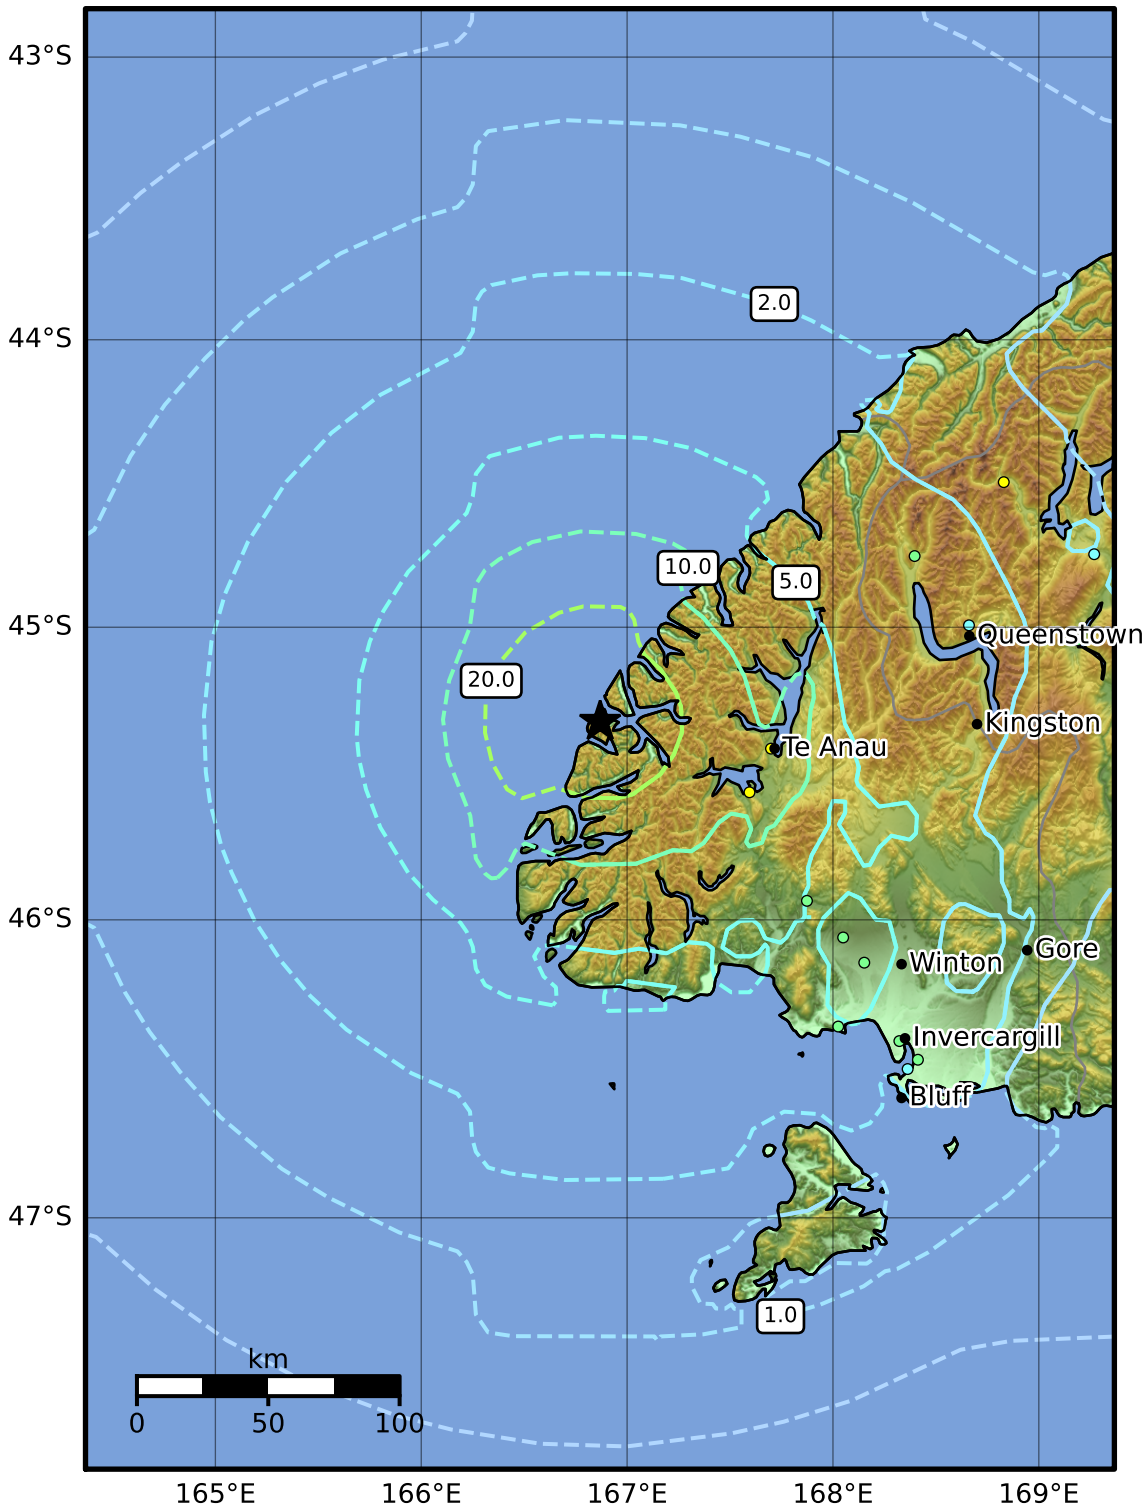 43°S
2.0
44°S
10.0
5.0
45°S
Queenstown
20.0
Kingston
Te Anau
46°S
Gore
Winton
Invercargill
Bluff
47°S
1.0
km
0 50 100
165°E 166°E 167°E 168°E 169°E